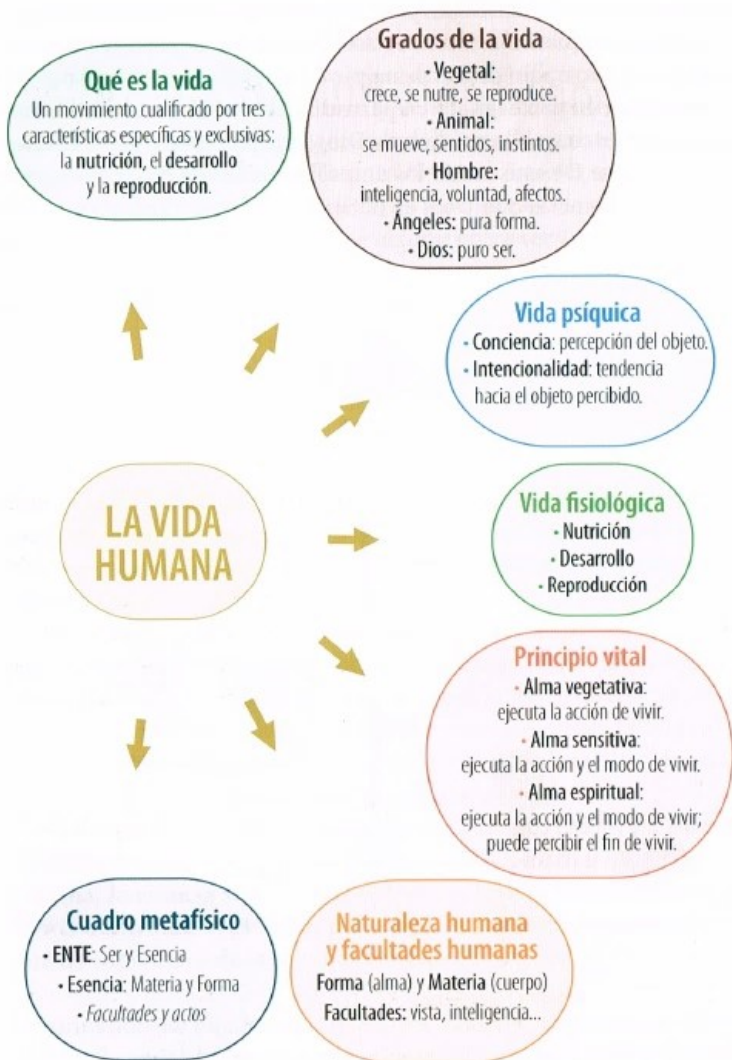 Qué es la vida
Un movimiento cualificado por tres
características específicas y exclusivas:
la nutrición, el desarrollo
y la reproducción.
Grados de la vida
• Vegetal:
crece, se nutre, se reproduce.
• Animal:
se mueve, sentidos, instintos.
• Hombre:
inteligencia, voluntad, afectos.
• Ángeles: pura forma.
• Dios: puro ser.
Vida psíquica
• Conciencia: percepción del objeto.
• Intencionalidad: tendencia
hacia el objeto percibido.
LA VIDA
HUMANA
Vida fisiológica
• Nutrición
• Desarrollo
• Reproducción
Principio vital
• Alma vegetativa:
ejecuta la acción de vivir.
• Alma sensitiva:
ejecuta la acción y el modo de vivir.
• Alma espiritual:
ejecuta la acción y el modo de vivir;
puede percibir el fin de vivir.
Cuadro metafísico
• ENTE: Ser y Esencia
• Esencia: Materia y Forma
• Facultades y actos
Naturaleza humana
y facultades humanas
Forma (alma) y Materia (cuerpo)
Facultades: vista, inteligencia...